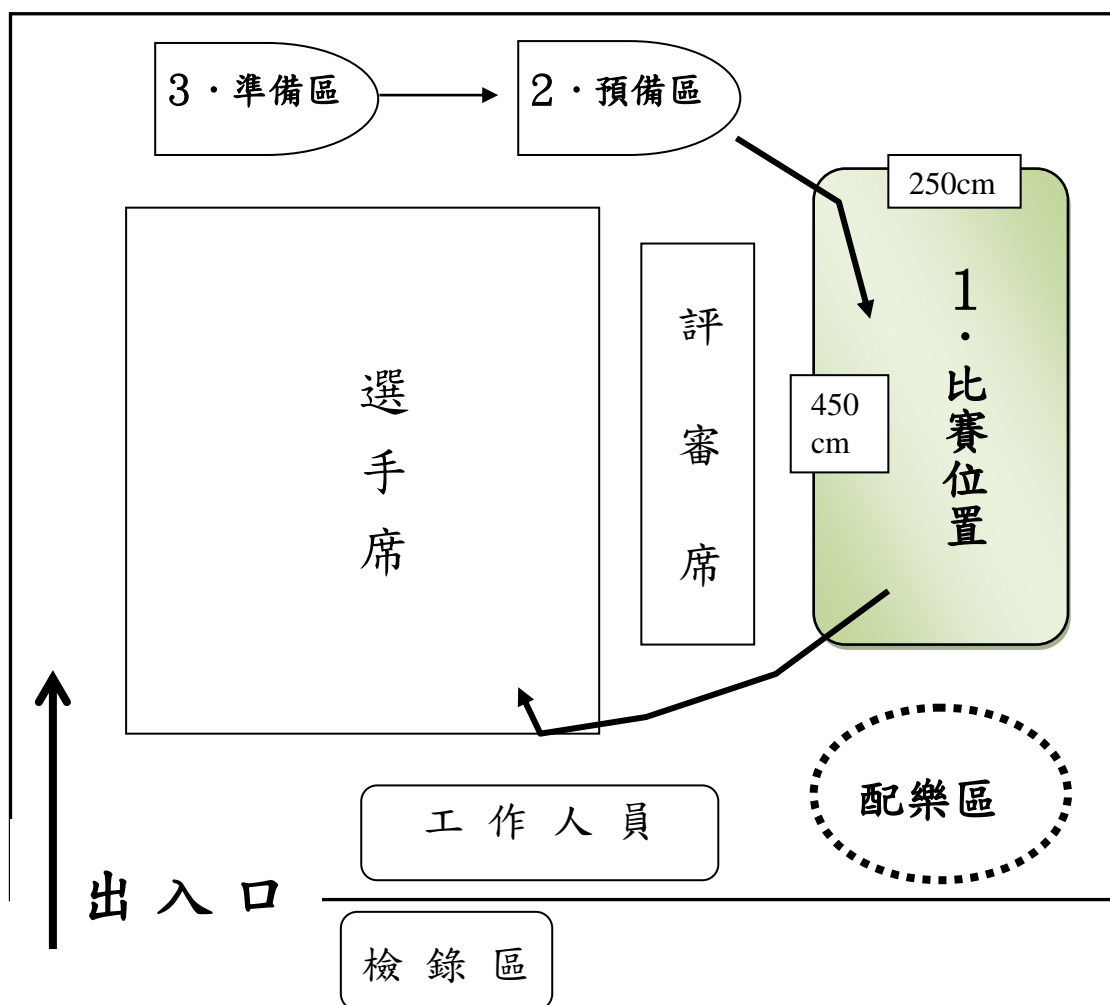 ３．準備區
２．預備區
250cm
１．比賽位置
450
cm
評審席
選手席
配樂區
工作人員
出入口
檢錄區